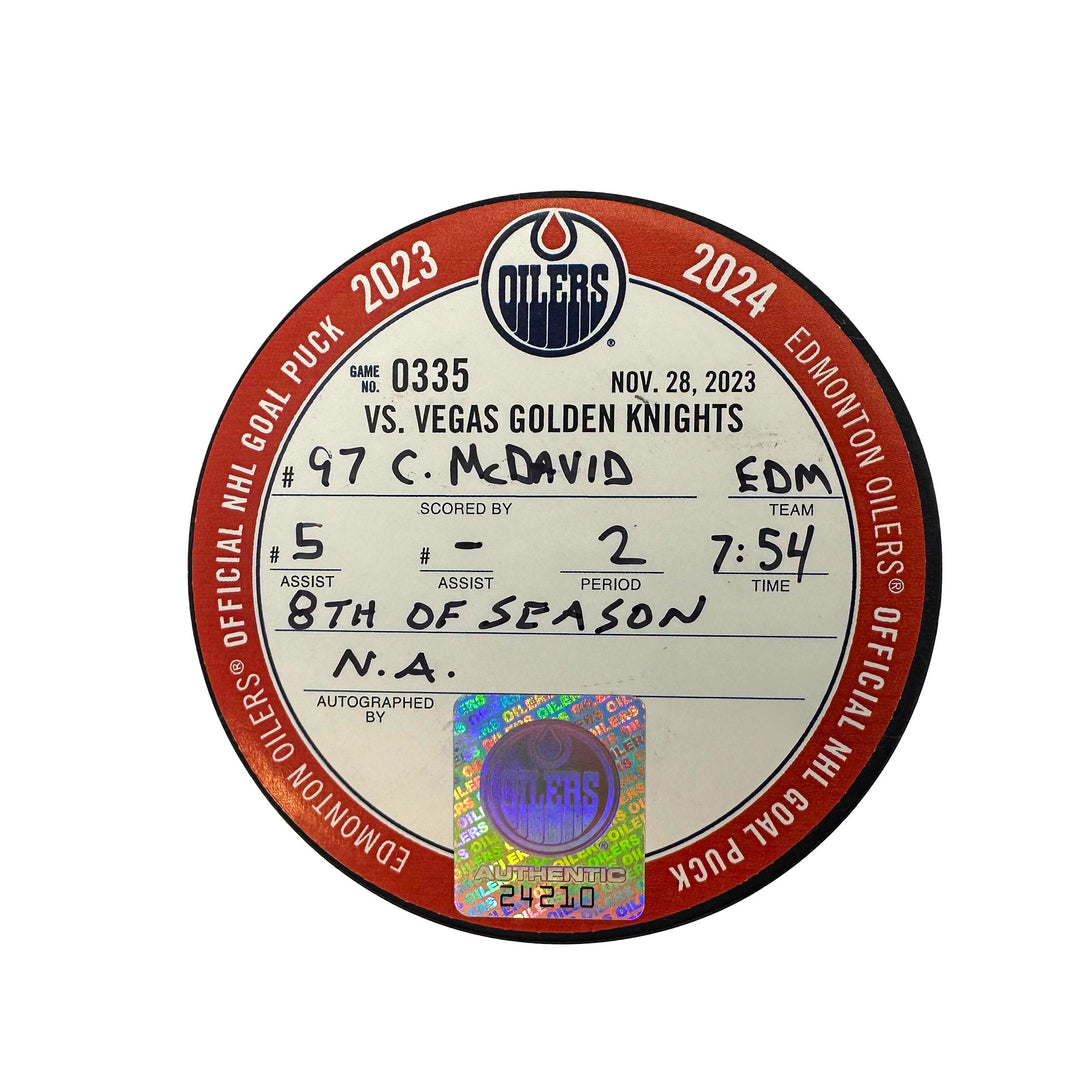 2023 2024
EDMONTON OILERS® OFFICIAL NHL GOAL PUCK
EDMONTON OILERS® OFFICIAL NHL GOAL PUCK
OILERS
®
GAME NO. 0335 NOV. 28, 2023
VS. VEGAS GOLDEN KNIGHTS
# 97 C. McDAVID EDM
SCORED BY TEAM
# 5 # - 2 7:54
ASSIST ASSIST PERIOD TIME
8TH OF SEASON
N.A.
AUTOGRAPHED
BY
OILERS
®
AUTHENTIC
24210